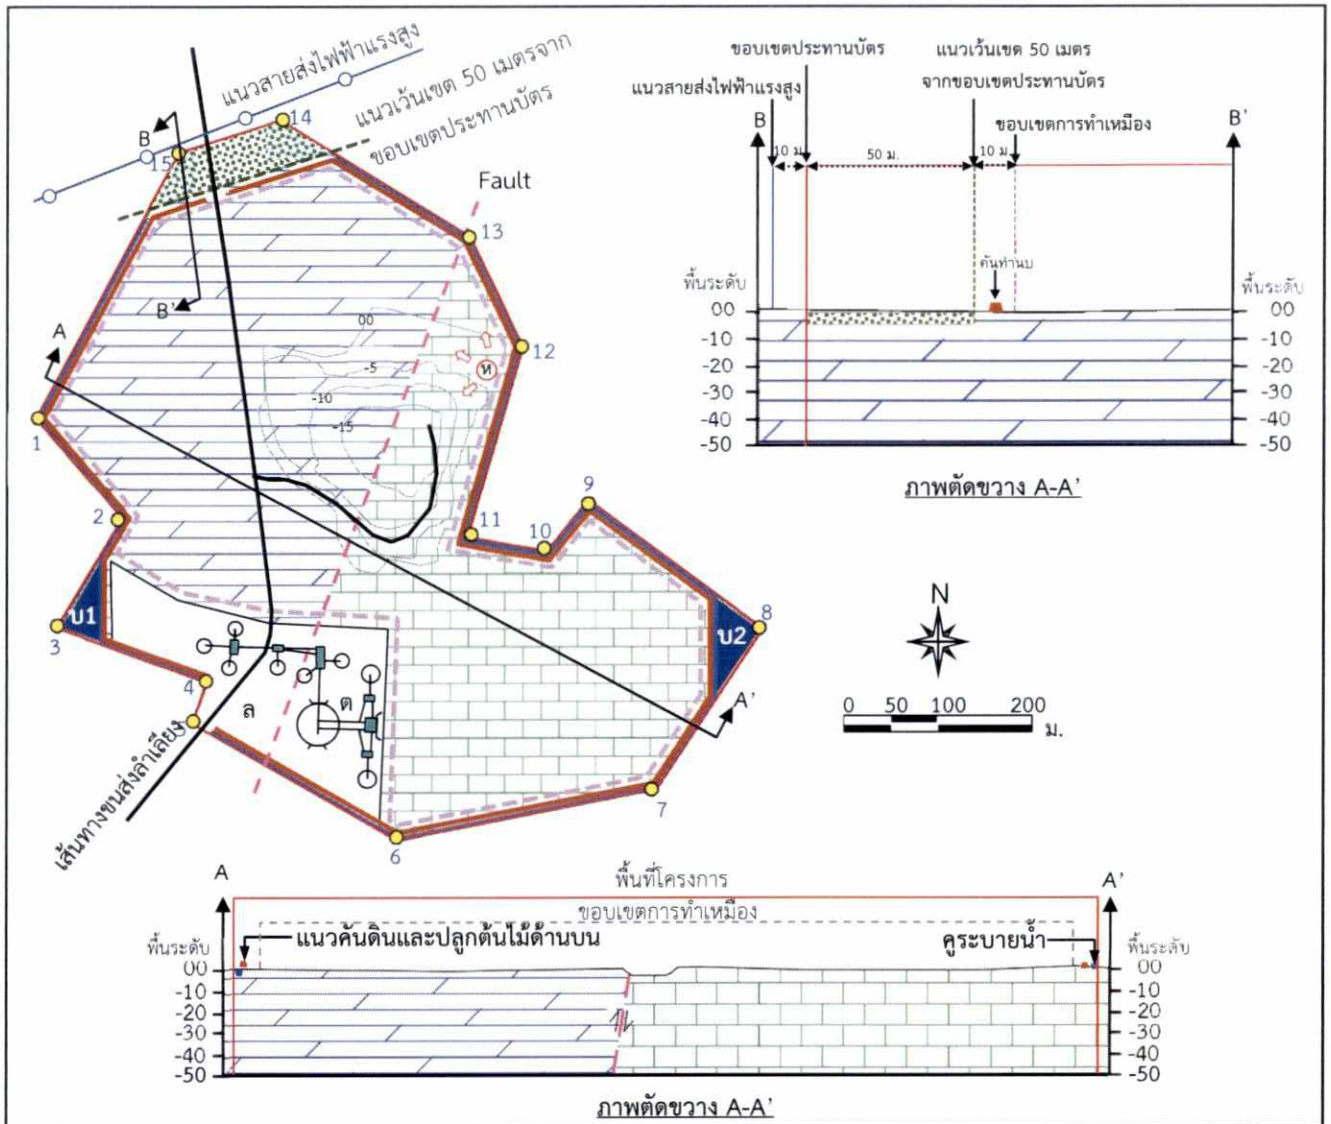 แนวสายส่งไฟฟ้าแรงสูง
แนวเว้นเขต 50 เมตรจาก
ขอบเขตประทานบัตร
B
14
15
Fault
13
B'
A
00
-5
-10
-15
ห
12
1
2
11
10
9
8
บ1
บ2
3
4
ล
ต
A'
7
6
เส้นทางขนส่งลำเลียง
ขอบเขตประทานบัตร
แนวเว้นเขต 50 เมตร
จากขอบเขตประทานบัตร
แนวสายส่งไฟฟ้าแรงสูง
ขอบเขตการทำเหมือง
B
B'
10 ม
50 ม.
10 ม
คันทำนบ
พื้นระดับ
พื้นระดับ
00
00
-10
-10
-20
-20
-30
-30
-40
-40
-50
-50
ภาพตัดขวาง A-A'
N
0 50 100 200
ม.
A
พื้นที่โครงการ
A'
ขอบเขตการทำเหมือง
แนวคันดินและปลูกต้นไม้ด้านบน
คูระบายน้ำ
พื้นระดับ
พื้นระดับ
00
00
-10
-10
-20
-20
-30
-30
-40
-40
-50
-50
ภาพตัดขวาง A-A'